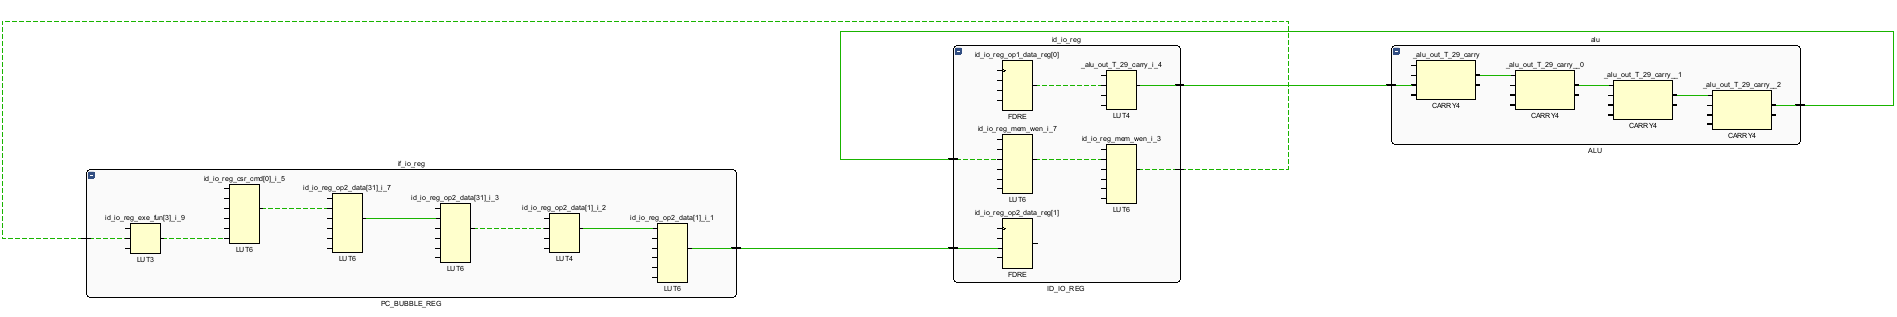 id_io_reg
id_io_reg_op1_data_reg[0]
FDRE
_alu_out_T_29_carry_i_4
LUT4
id_io_reg_mem_wen_i_7
LUT6
id_io_reg_mem_wen_i_3
LUT6
id_io_reg_op2_data_reg[1]
FDRE
ID_IO_REG
alu
_alu_out_T_29_carry
CARRY4
_alu_out_T_29_carry__0
CARRY4
_alu_out_T_29_carry__1
CARRY4
_alu_out_T_29_carry__2
CARRY4
ALU
if_io_reg
id_io_reg_exe_fun[3]_i_9
LUT3
id_io_reg_csr_cmd[0]_i_5
LUT6
id_io_reg_op2_data[31]_i_7
LUT6
id_io_reg_op2_data[31]_i_3
LUT6
id_io_reg_op2_data[1]_i_2
LUT4
id_io_reg_op2_data[1]_i_1
LUT6
PC_BUBBLE_REG